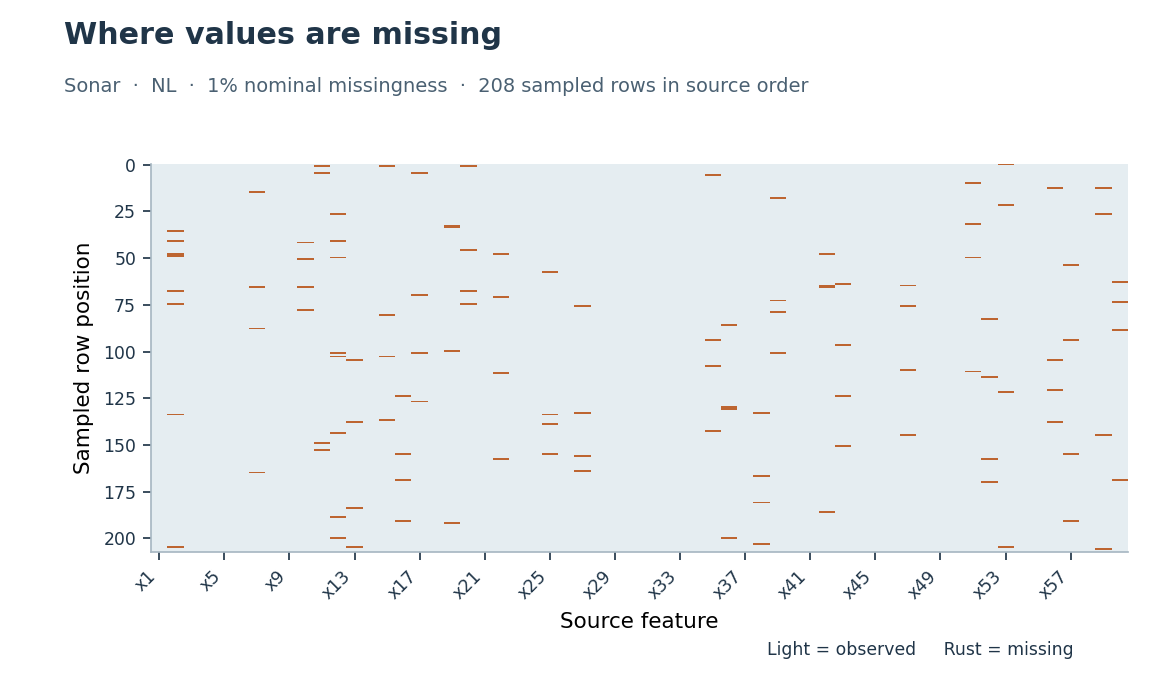 Where values are missing
Sonar · NL · 1% nominal missingness · 208 sampled rows in source order
Sampled row position
0
25
50
75
100
125
150
175
200
x1 x5 x9 x13 x17 x21 x25 x29 x33 x37 x41 x45 x49 x53 x57
Source feature
Light = observed Rust = missing